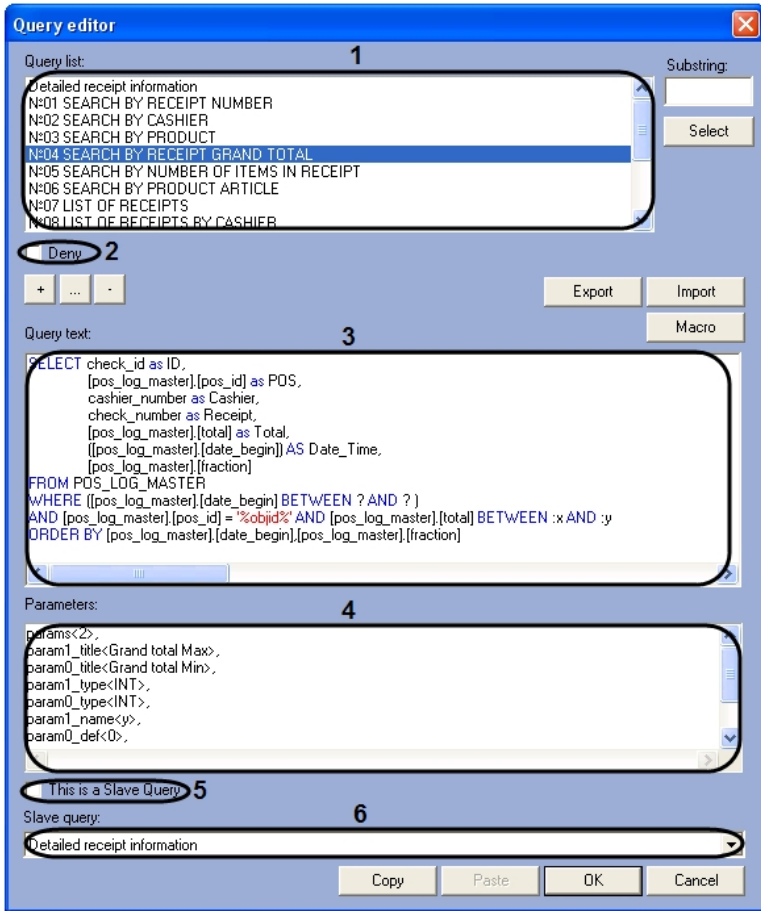 Query editor
Query list:
1
Substring:
Detailed receipt information
№01 SEARCH BY RECEIPT NUMBER
№02 SEARCH BY CASHIER
№03 SEARCH BY PRODUCT
№04 SEARCH BY RECEIPT GRAND TOTAL
№05 SEARCH BY NUMBER OF ITEMS IN RECEIPT
№06 SEARCH BY PRODUCT ARTICLE
№07 LIST OF RECEIPTS
№08 LIST OF RECEIPTS BY CASHIER
Select
Deny 2
+ ... -
Export Import
Macro
Query text:
3
SELECT check_id as ID,
[pos_log_master].[pos_id] as POS,
cashier_number as Cashier,
check_number as Receipt,
[pos_log_master].[total] as Total,
([pos_log_master].[date_begin]) AS Date_Time,
[pos_log_master].[fraction]
FROM POS_LOG_MASTER
WHERE ([pos_log_master].[date_begin] BETWEEN ? AND ? )
AND [pos_log_master].[pos_id] = '%objid%' AND [pos_log_master].[total] BETWEEN :x AND :y
ORDER BY [pos_log_master].[date_begin],[pos_log_master].[fraction]
Parameters:
4
params<2>,
param1_title<Grand total Max>,
param0_title<Grand total Min>,
param1_type<INT>,
param0_type<INT>,
param1_name<y>,
param0_def<0>,
This is a Slave Query 5
Slave query:
6
Detailed receipt information
Copy Paste OK Cancel